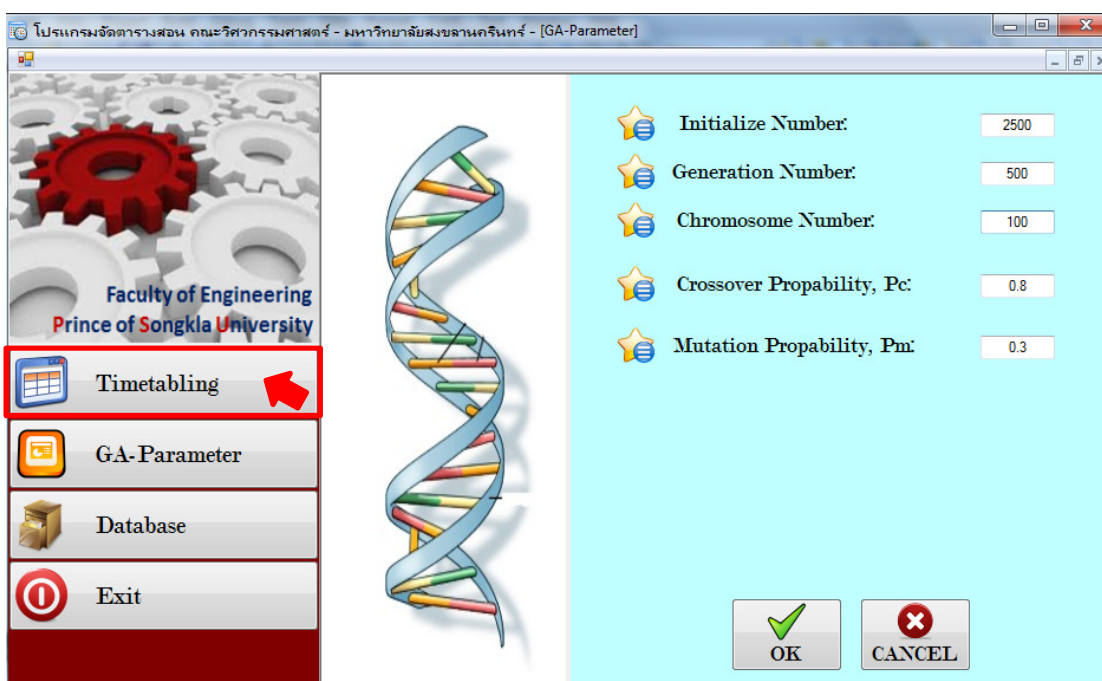 โปรแกรมจัดตารางสอน คณะวิศวกรรมศาสตร์ - มหาวิทยาลัยสงขลานครินทร์ - [GA-Parameter]
Faculty of Engineering
Prince of Songkla University
Timetabling
GA-Parameter
Database
Exit
Initialize Number: 2500
Generation Number: 500
Chromosome Number: 100
Crossover Propability, Pc: 0.8
Mutation Propability, Pm: 0.3
OK CANCEL